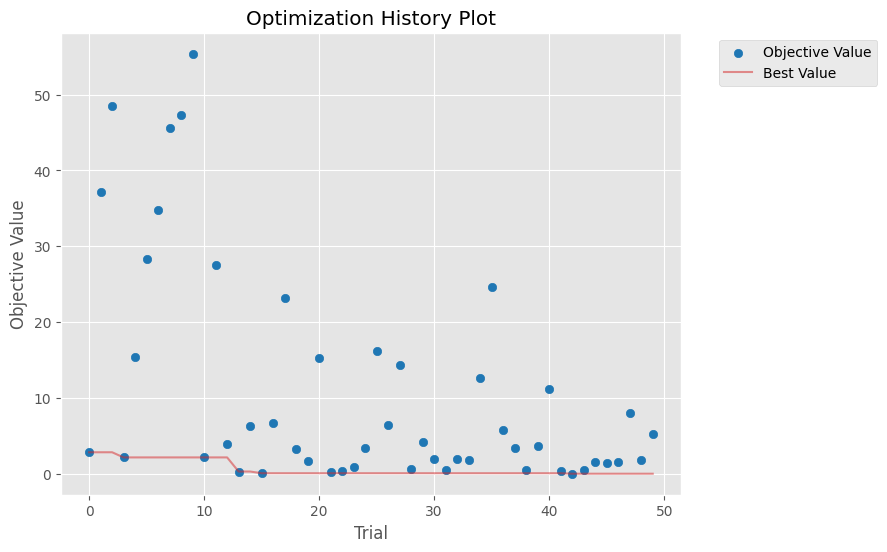 Optimization History Plot
Objective Value
Best Value
Objective Value
50
40
30
20
10
0
0 10 20 30 40 50
Trial